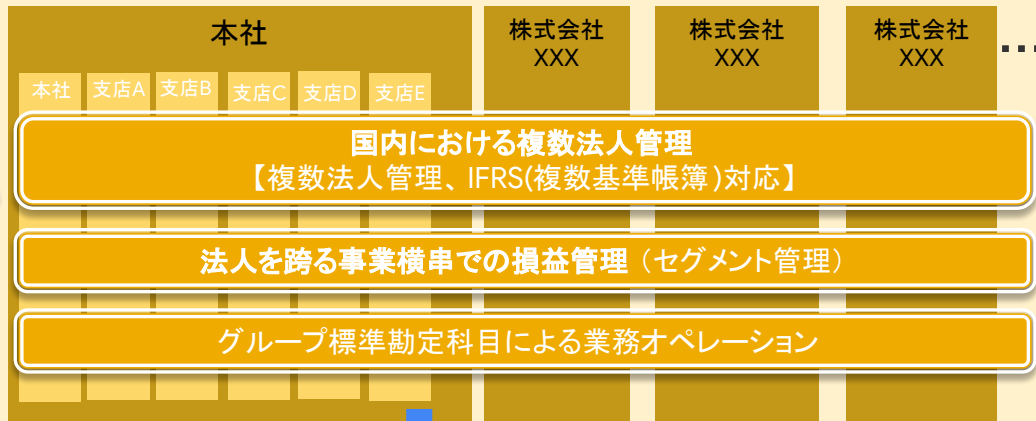 本社
株式会社
XXX
株式会社
XXX
株式会社
XXX
...
本社
支店A
支店B
支店C
支店D
支店E
国内における複数法人管理
【複数法人管理、IFRS(複数基準帳簿)対応】
法人を跨る事業横串での損益管理（セグメント管理）
グループ標準勘定科目による業務オペレーション